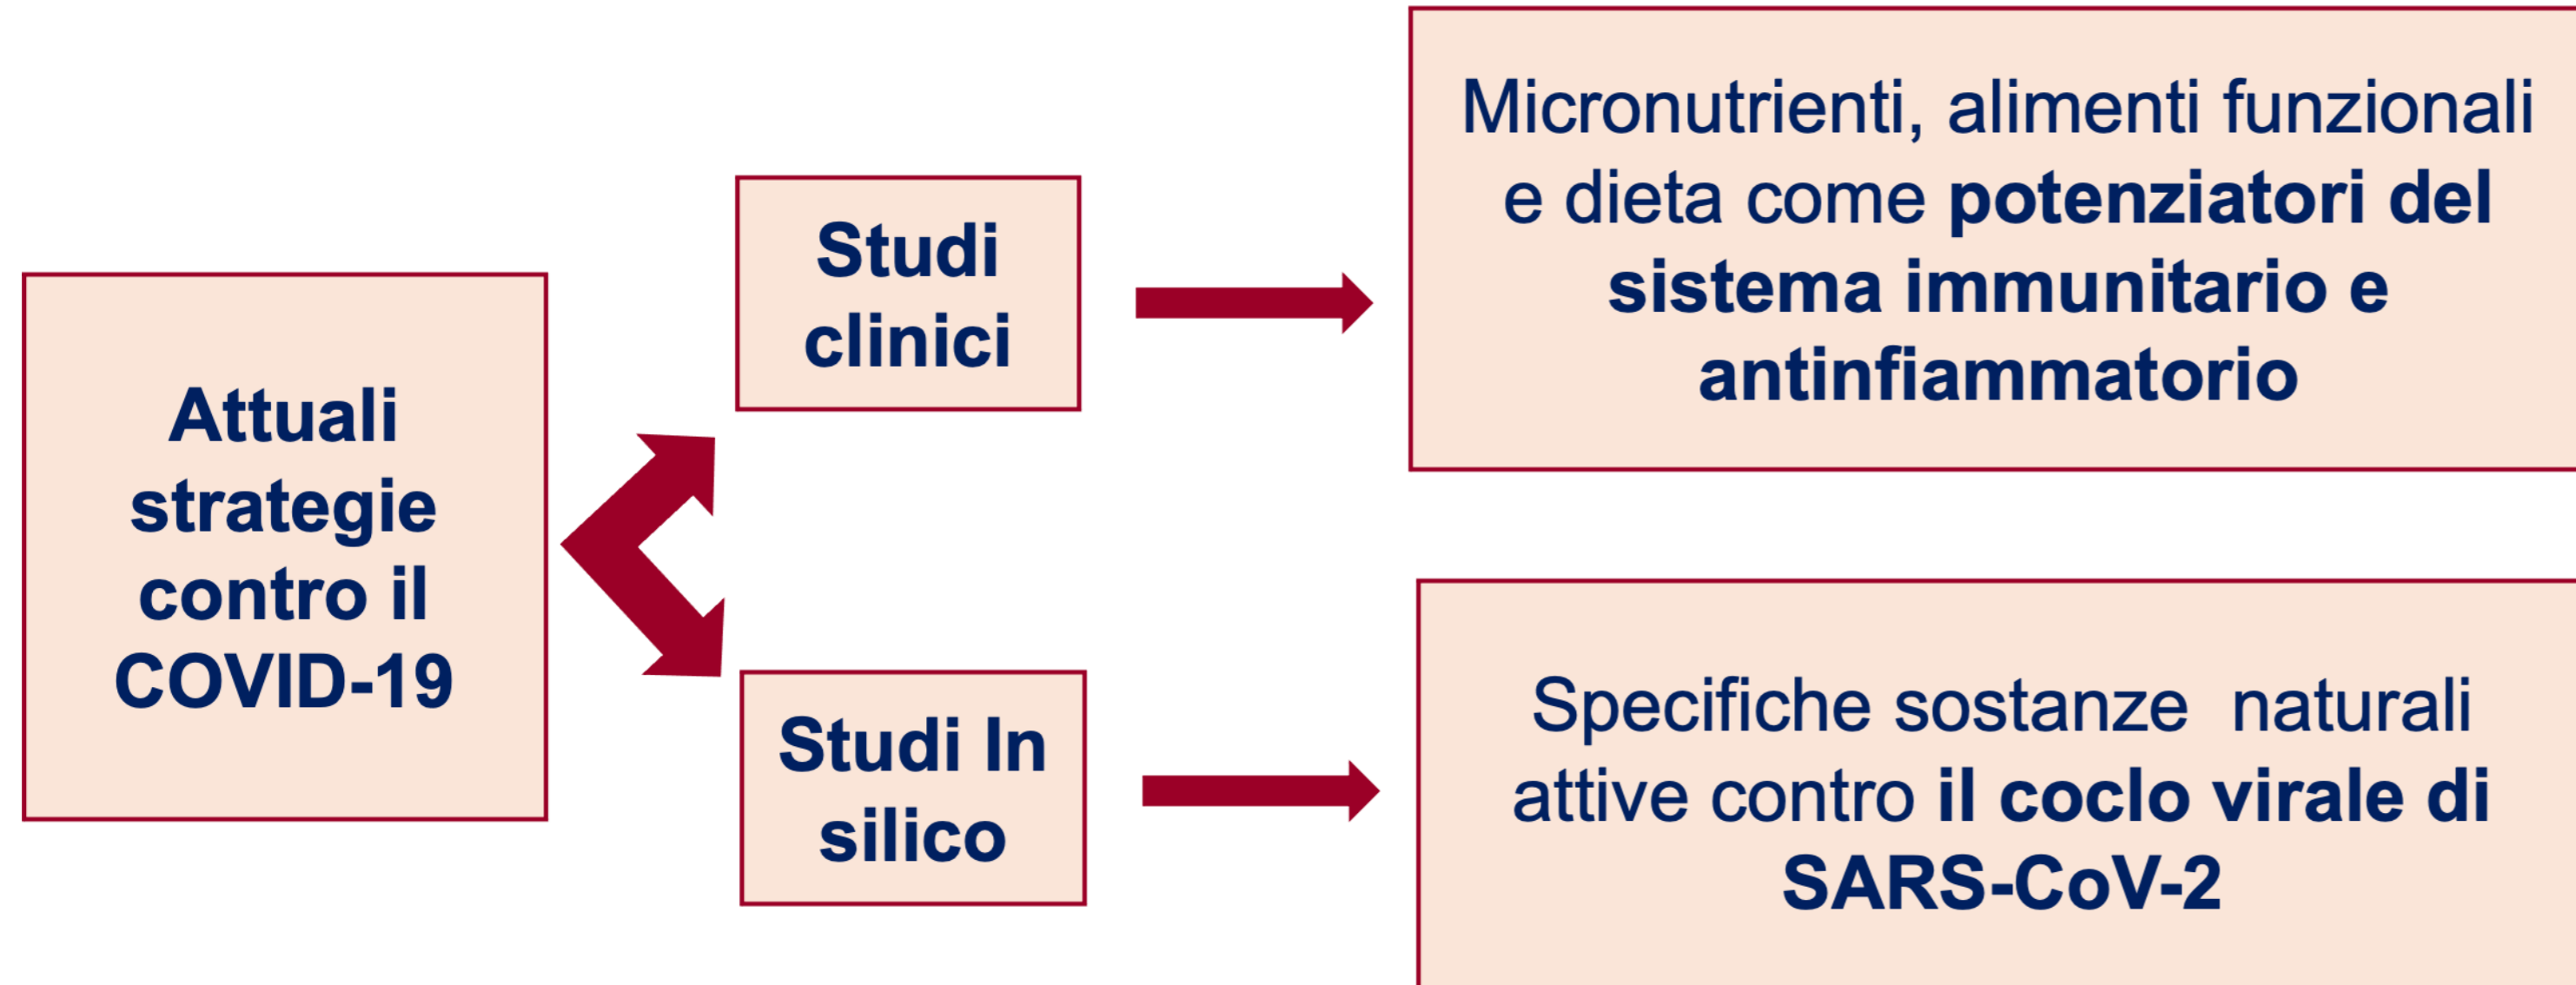 Attuali
strategie
contro il
COVID-19
Studi
clinici
Micronutrienti, alimenti funzionali
e dieta come potenziatori del
sistema immunitario e
antinfiammatorio
Studi In
silico
Specifiche sostanze  naturali
attive contro il coclo virale di
SARS-CoV-2